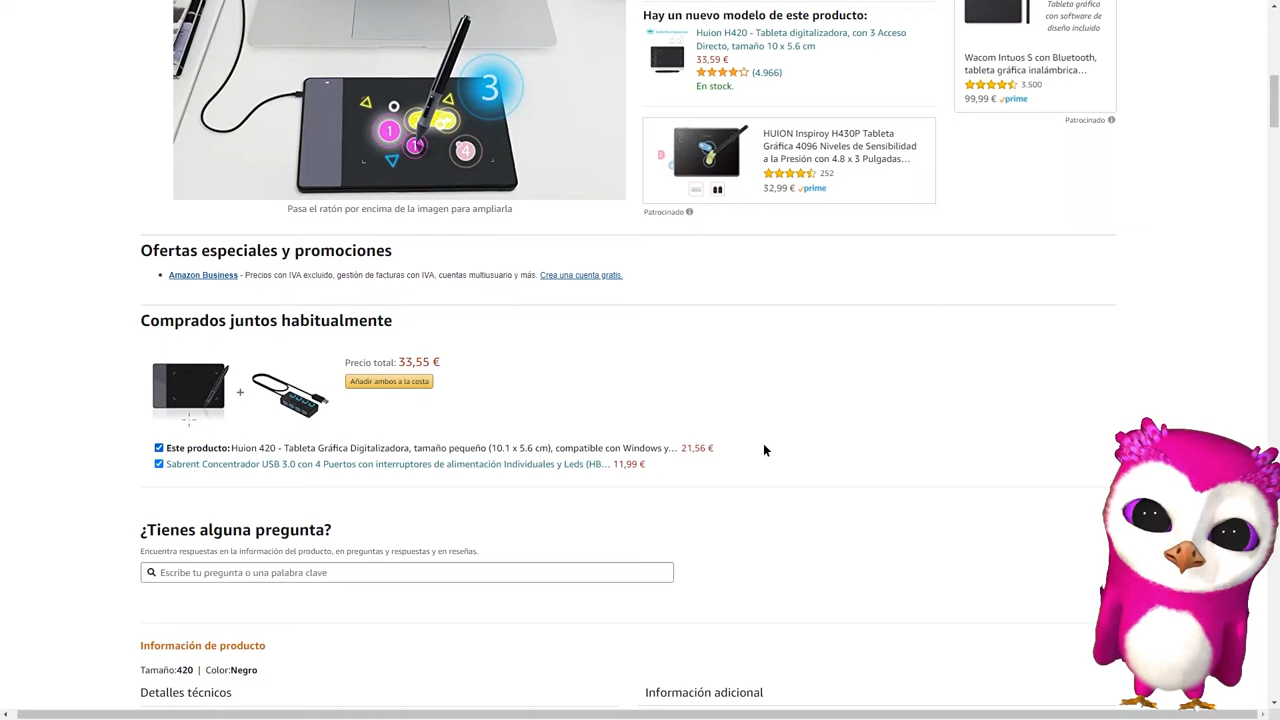 3
1
1
4
Pasa el ratón por encima de la imagen para ampliarla
Hay un nuevo modelo de este producto:
Huion H420 - Tableta digitalizadora, con 3 Acceso
Directo, tamaño 10 x 5.6 cm
33,59 €
(4.966)
En stock.
HUION Inspiroy H430P Tableta
Gráfica 4096 Niveles de Sensibilidad
a la Presión con 4.8 x 3 Pulgadas…
252
32,99 € prime
Patrocinado
Tableta gráfica
con software de
diseño incluido
Wacom Intuos S con Bluetooth,
tableta gráfica inalámbrica…
3.500
99,99 € prime
Patrocinado
Ofertas especiales y promociones
• Amazon Business - Precios con IVA excluido, gestión de facturas con IVA, cuentas multiusuario y más. Crea una cuenta gratis.
Comprados juntos habitualmente
+
Precio total: 33,55 €
Añadir ambos a la cesta
Este producto: Huion 420 - Tableta Gráfica Digitalizadora, tamaño pequeño (10.1 x 5.6 cm), compatible con Windows y… 21,56 €
Sabrent Concentrador USB 3.0 con 4 Puertos con interruptores de alimentación Individuales y Leds (HB… 11,99 €
¿Tienes alguna pregunta?
Encuentra respuestas en la información del producto, en preguntas y respuestas y en reseñas.
Escribe tu pregunta o una palabra clave
Información de producto
Tamaño:420 | Color:Negro
Detalles técnicos
Información adicional